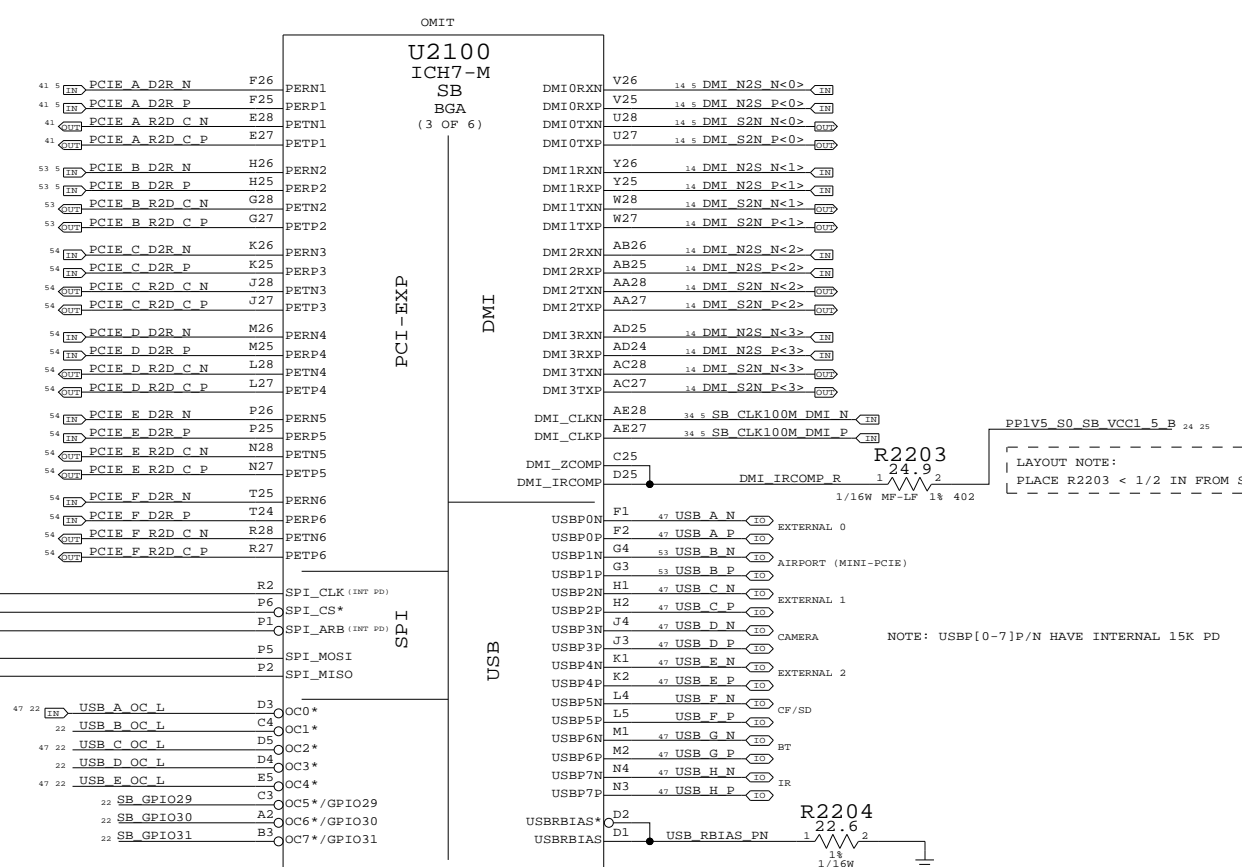 OMIT
U2100
ICH7-M
SB
BGA
(3 OF 6)
41 5 IN PCIE_A_D2R_N F26 PERN1
41 5 IN PCIE_A_D2R_P F25 PERP1
41 OUT PCIE_A_R2D_C_N E28 PETN1
41 OUT PCIE_A_R2D_C_P E27 PETP1
53 5 IN PCIE_B_D2R_N H26 PERN2
53 5 IN PCIE_B_D2R_P H25 PERP2
53 OUT PCIE_B_R2D_C_N G28 PETN2
53 OUT PCIE_B_R2D_C_P G27 PETP2
54 IN PCIE_C_D2R_N K26 PERN3
54 IN PCIE_C_D2R_P K25 PERP3
54 OUT PCIE_C_R2D_C_N J28 PETN3
54 OUT PCIE_C_R2D_C_P J27 PETP3
54 IN PCIE_D_D2R_N M26 PERN4
54 IN PCIE_D_D2R_P M25 PERP4
54 OUT PCIE_D_R2D_C_N L28 PETN4
54 OUT PCIE_D_R2D_C_P L27 PETP4
54 IN PCIE_E_D2R_N P26 PERN5
54 IN PCIE_E_D2R_P P25 PERP5
54 OUT PCIE_E_R2D_C_N N28 PETN5
54 OUT PCIE_E_R2D_C_P N27 PETP5
54 IN PCIE_F_D2R_N T25 PERN6
54 IN PCIE_F_D2R_P T24 PERP6
54 OUT PCIE_F_R2D_C_N R28 PETN6
54 OUT PCIE_F_R2D_C_P R27 PETP6
PCI-EXP
R2 SPI_CLK (INT PD)
P6 SPI_CS*
P1 SPI_ARB (INT PD)
P5 SPI_MOSI
P2 SPI_MISO
SPI
47 22 IN USB_A_OC_L D3 OC0*
22 USB_B_OC_L C4 OC1*
47 22 USB_C_OC_L D5 OC2*
22 USB_D_OC_L D4 OC3*
47 22 USB_E_OC_L E5 OC4*
22 SB_GPIO29 C3 OC5*/GPIO29
22 SB_GPIO30 A2 OC6*/GPIO30
22 SB_GPIO31 B3 OC7*/GPIO31
DMI
DMI0RXN V26 14 5 DMI_N2S_N<0> IN
DMI0RXP V25 14 5 DMI_N2S_P<0> IN
DMI0TXN U28 14 5 DMI_S2N_N<0> OUT
DMI0TXP U27 14 5 DMI_S2N_P<0> OUT
DMI1RXN Y26 14 DMI_N2S_N<1> IN
DMI1RXP Y25 14 DMI_N2S_P<1> IN
DMI1TXN W28 14 DMI_S2N_N<1> OUT
DMI1TXP W27 14 DMI_S2N_P<1> OUT
DMI2RXN AB26 14 DMI_N2S_N<2> IN
DMI2RXP AB25 14 DMI_N2S_P<2> IN
DMI2TXN AA28 14 DMI_S2N_N<2> OUT
DMI2TXP AA27 14 DMI_S2N_P<2> OUT
DMI3RXN AD25 14 DMI_N2S_N<3> IN
DMI3RXP AD24 14 DMI_N2S_P<3> IN
DMI3TXN AC28 14 DMI_S2N_N<3> OUT
DMI3TXP AC27 14 DMI_S2N_P<3> OUT
DMI_CLKN AE28 34 5 SB_CLK100M_DMI_N IN
DMI_CLKP AE27 34 5 SB_CLK100M_DMI_P IN
DMI_ZCOMP C25
DMI_IRCOMP D25 DMI_IRCOMP_R
R2203
24.9
1 2
1/16W MF-LF 1% 402
PP1V5_S0_SB_VCC1_5_B 24 25
LAYOUT NOTE:
PLACE R2203 < 1/2 IN FROM S
USB
USBP0N F1 47 USB_A_N IO
USBP0P F2 47 USB_A_P IO
EXTERNAL 0
USBP1N G4 53 USB_B_N IO
USBP1P G3 53 USB_B_P IO
AIRPORT (MINI-PCIE)
USBP2N H1 47 USB_C_N IO
USBP2P H2 47 USB_C_P IO
EXTERNAL 1
USBP3N J4 47 USB_D_N IO
USBP3P J3 47 USB_D_P IO
CAMERA
USBP4N K1 47 USB_E_N IO
USBP4P K2 47 USB_E_P IO
EXTERNAL 2
USBP5N L4 USB_F_N IO
USBP5P L5 USB_F_P IO
CF/SD
USBP6N M1 47 USB_G_N IO
USBP6P M2 47 USB_G_P IO
BT
USBP7N N4 47 USB_H_N IO
USBP7P N3 47 USB_H_P IO
IR
NOTE: USBP[0-7]P/N HAVE INTERNAL 15K PD
USBRBIAS* D2
USBRBIAS D1 USB_RBIAS_PN
R2204
22.6
1 2
1%
1/16W